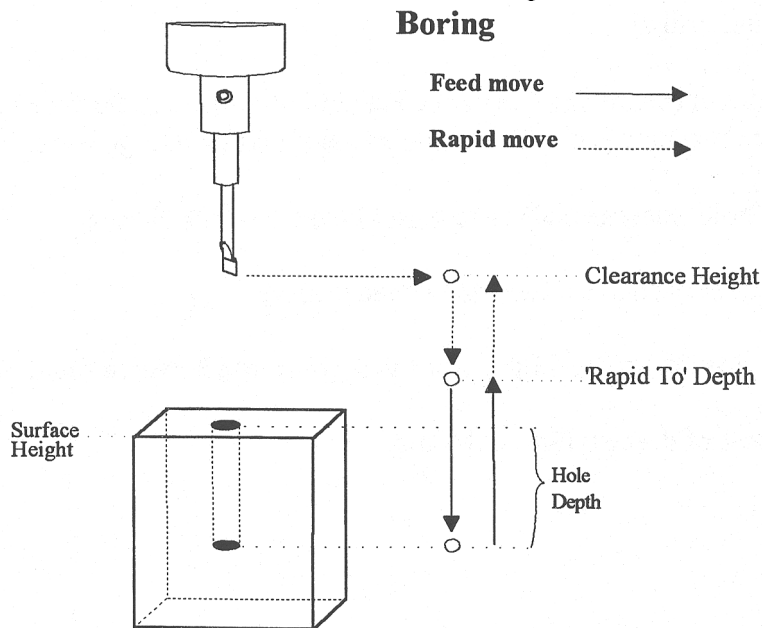 Boring
Feed move
Rapid move
Clearance Height
'Rapid To' Depth
Surface
Height
Hole
Depth